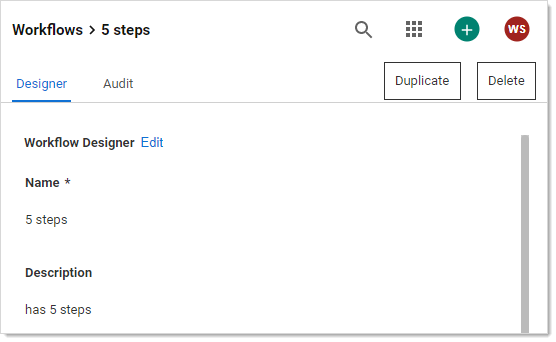 Workflows > 5 steps
WS
Designer
Audit
Duplicate
Delete
Workflow Designer Edit
Name *
5 steps
Description
has 5 steps